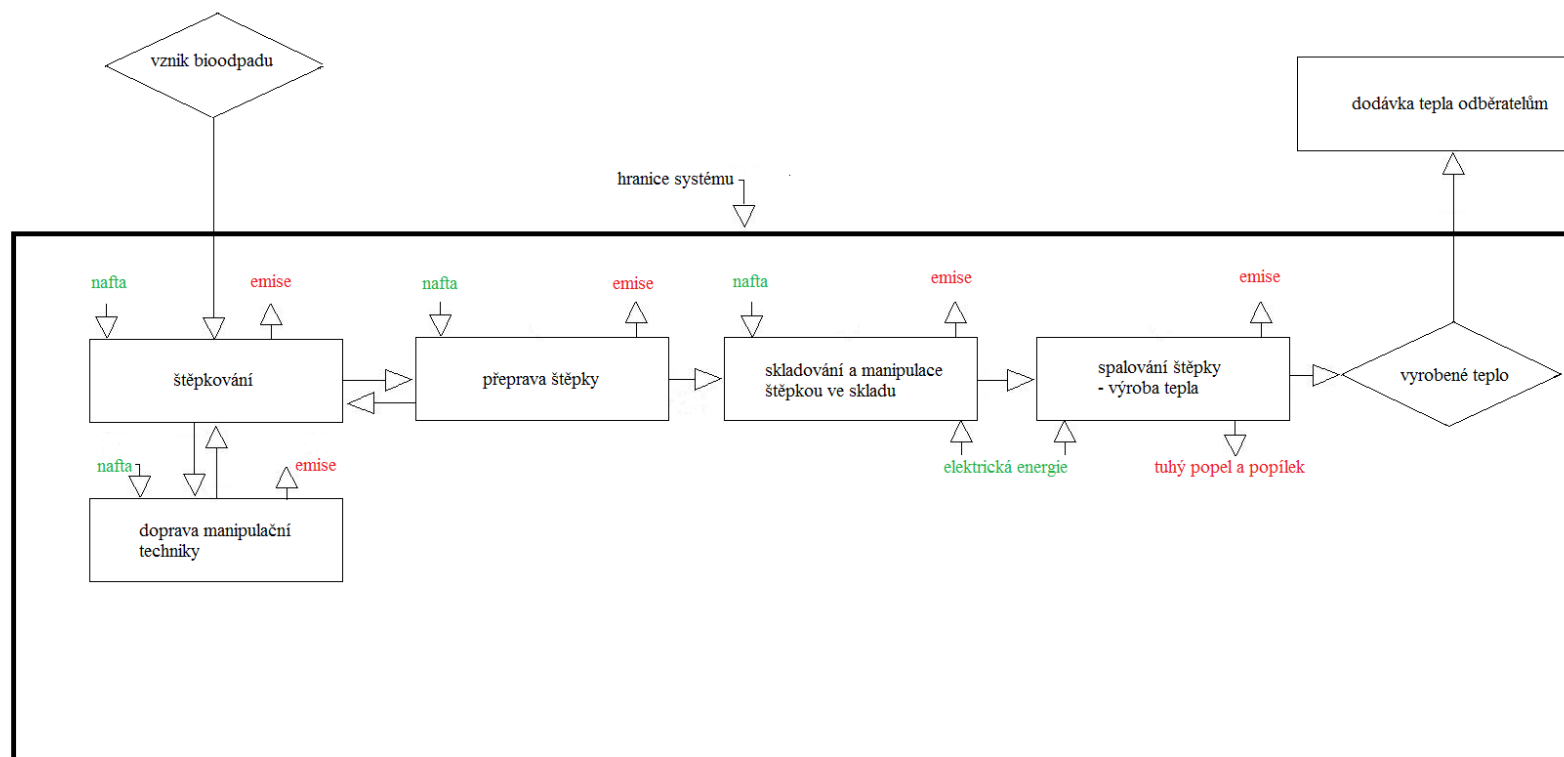 vznik bioodpadu
dodávka tepla odběratelům
hranice systému
nafta
emise
nafta
emise
nafta
emise
emise
štěpkování
přeprava štěpky
skladování a manipulace
štěpkou ve skladu
spalování štěpky
- výroba tepla
vyrobené teplo
nafta
emise
elektrická energie
tuhý popel a popílek
doprava manipulační
techniky